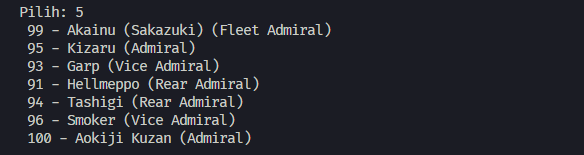 Pilih: 5
99 - Akainu (Sakazuki) (Fleet Admiral)
95 - Kizaru (Admiral)
93 - Garp (Vice Admiral)
91 - Hellmeppo (Rear Admiral)
94 - Tashigi (Rear Admiral)
96 - Smoker (Vice Admiral)
100 - Aokiji Kuzan (Admiral)